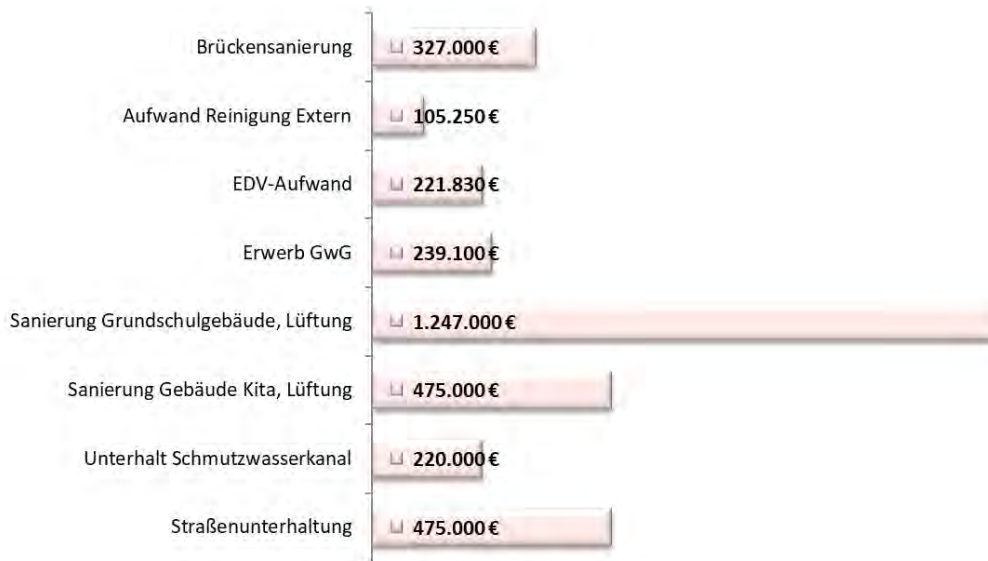 Brückensanierung 327.000 €
Aufwand Reinigung Extern 105.250 €
EDV-Aufwand 221.830 €
Erwerb GwG 239.100 €
Sanierung Grundschulgebäude, Lüftung 1.247.000 €
Sanierung Gebäude Kita, Lüftung 475.000 €
Unterhalt Schmutzwasserkanal 220.000 €
Straßenunterhaltung 475.000 €